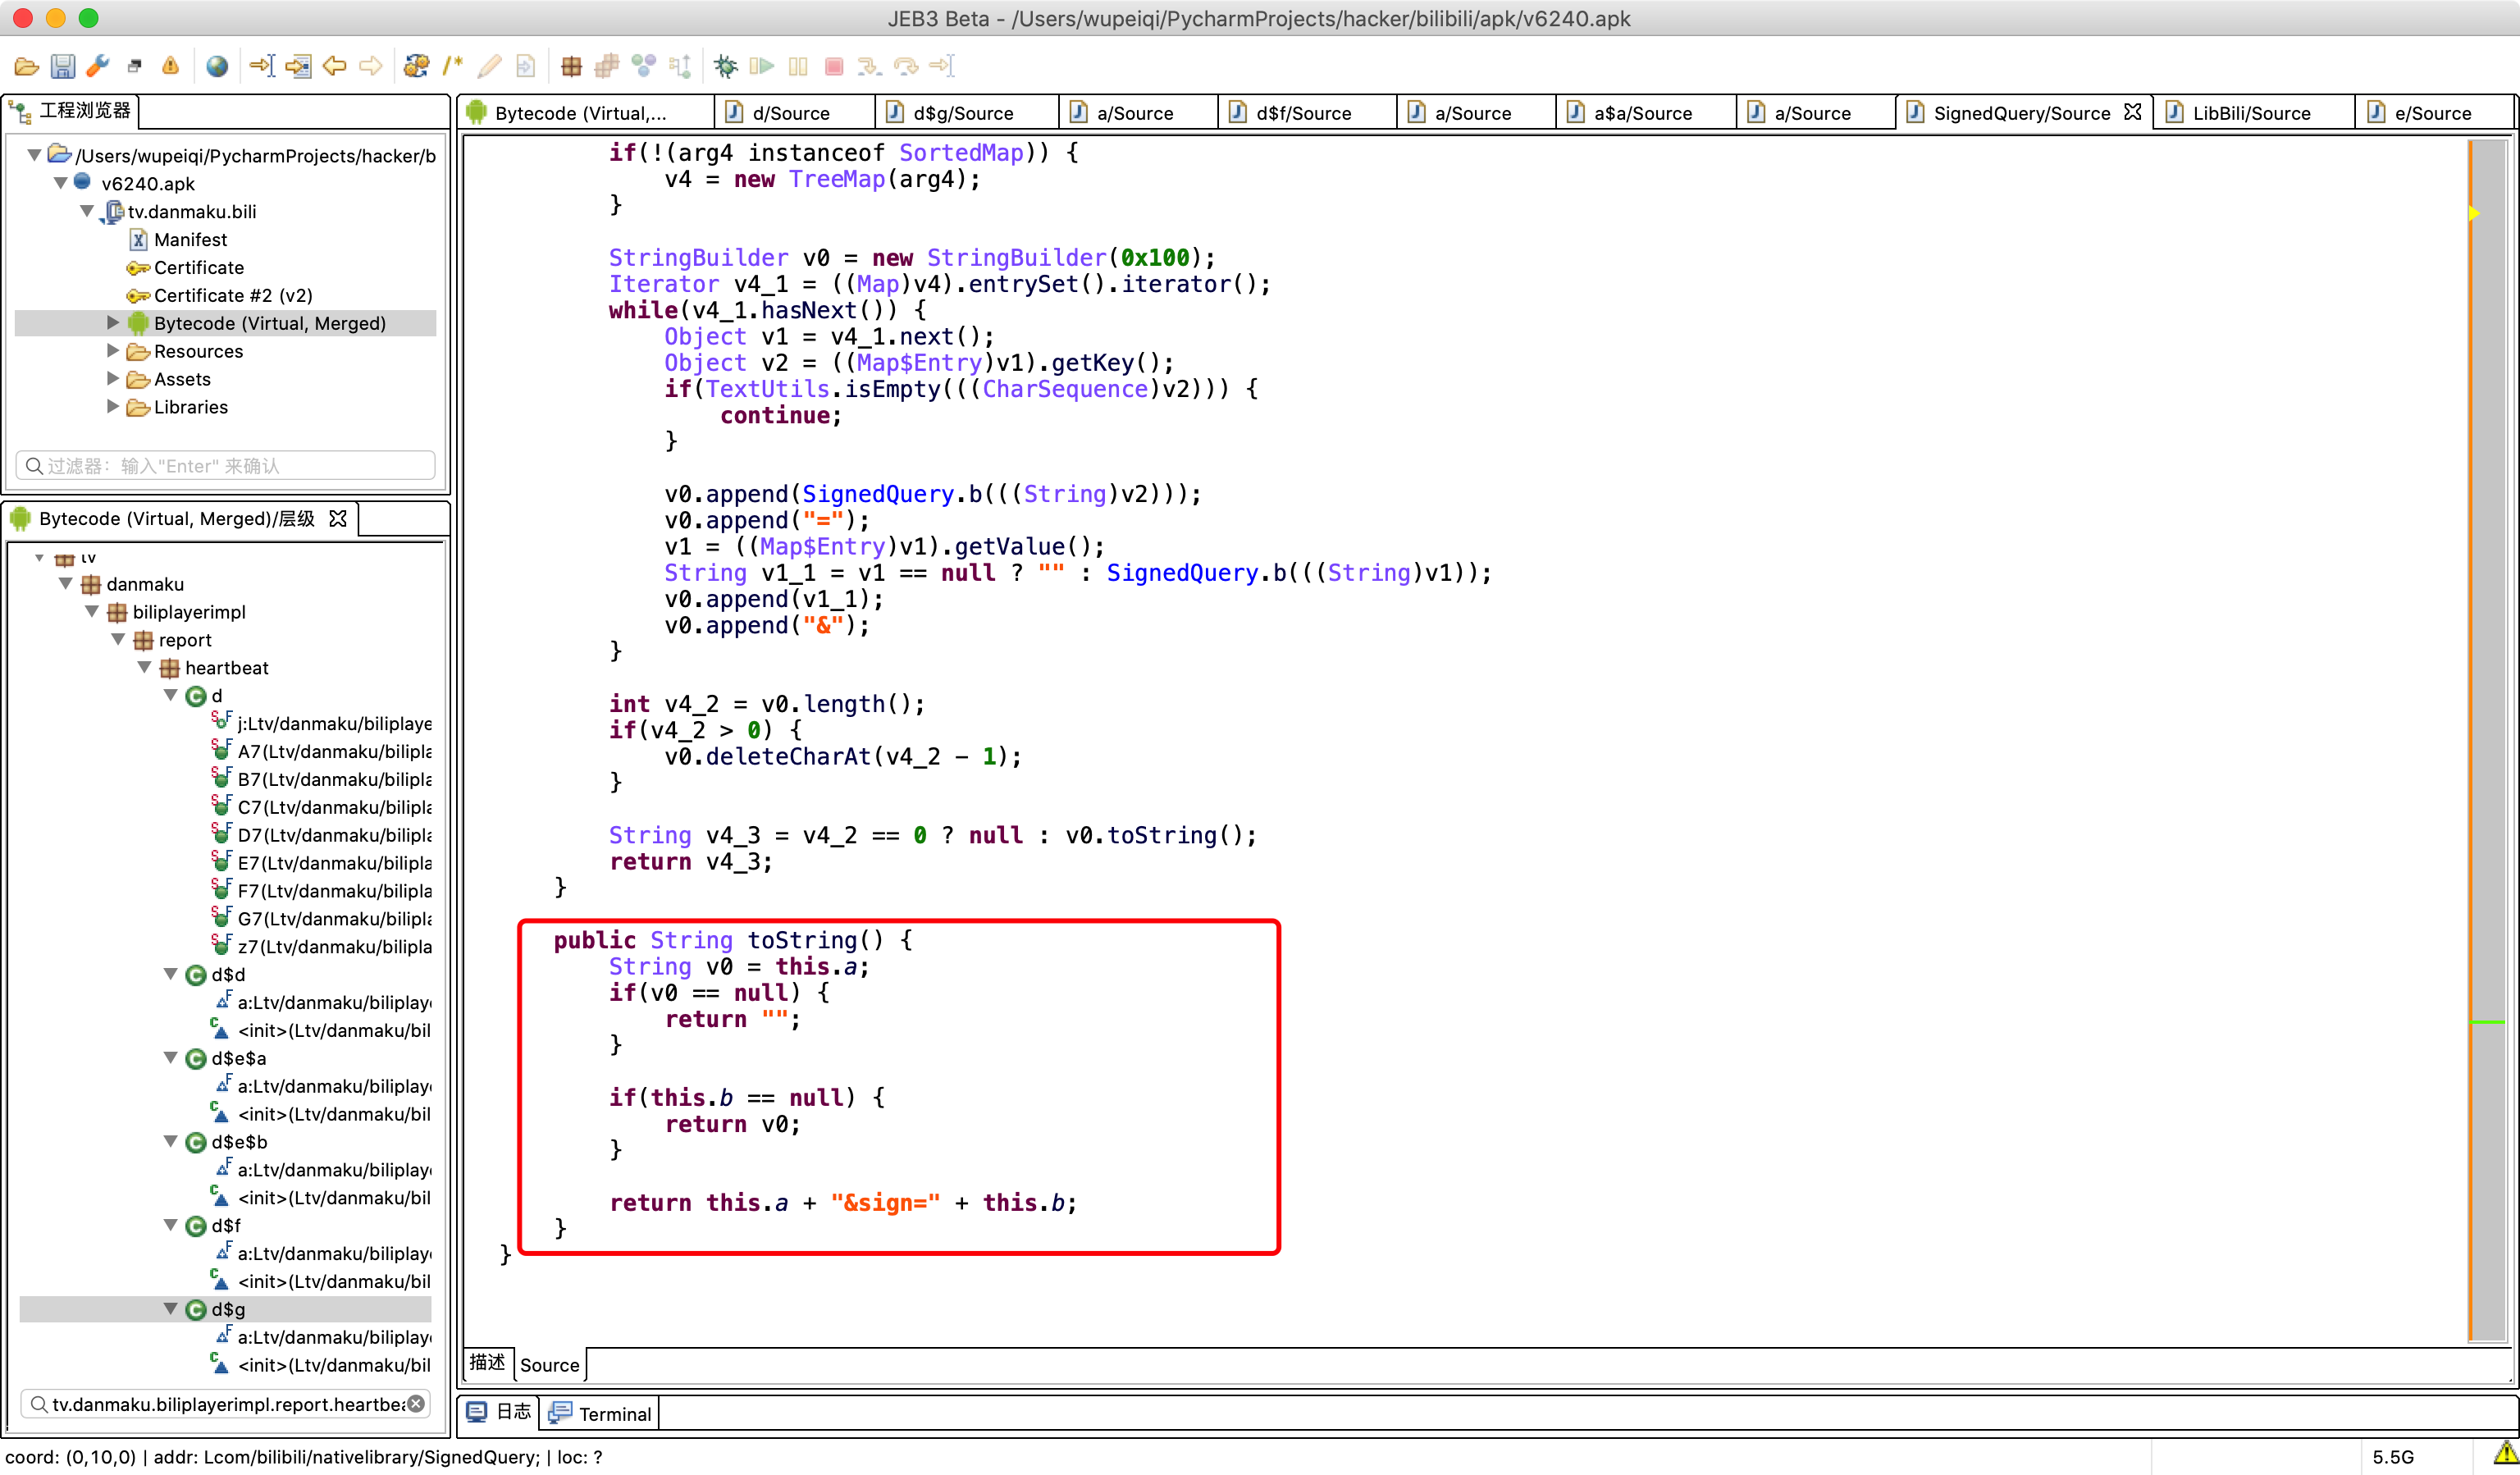 JEB3 Beta - /Users/wupeiqi/PycharmProjects/hacker/bilibili/apk/v6240.apk
工程浏览器
/Users/wupeiqi/PycharmProjects/hacker/b
v6240.apk
tv.danmaku.bili
Manifest
Certificate
Certificate #2 (v2)
Bytecode (Virtual, Merged)
Resources
Assets
Libraries
过滤器: 输入"Enter" 来确认
Bytecode (Virtual, Merged)/层级
tv
danmaku
biliplayerimpl
report
heartbeat
d
j:Ltv/danmaku/biliplaye
A7(Ltv/danmaku/bilipla
B7(Ltv/danmaku/bilipla
C7(Ltv/danmaku/bilipla
D7(Ltv/danmaku/bilipla
E7(Ltv/danmaku/bilipla
F7(Ltv/danmaku/bilipla
G7(Ltv/danmaku/bilipla
z7(Ltv/danmaku/bilipla
d$d
a:Ltv/danmaku/biliplay
<init>(Ltv/danmaku/bil
d$e$a
a:Ltv/danmaku/biliplay
<init>(Ltv/danmaku/bil
d$e$b
a:Ltv/danmaku/biliplay
<init>(Ltv/danmaku/bil
d$f
a:Ltv/danmaku/biliplay
<init>(Ltv/danmaku/bil
d$g
a:Ltv/danmaku/biliplay
<init>(Ltv/danmaku/bil
tv.danmaku.biliplayerimpl.report.heartbea
Bytecode (Virtual,... d/Source d$g/Source a/Source d$f/Source a/Source a$a/Source a/Source SignedQuery/Source LibBili/Source e/Source
if(!(arg4 instanceof SortedMap)) {
v4 = new TreeMap(arg4);
}
StringBuilder v0 = new StringBuilder(0x100);
Iterator v4_1 = ((Map)v4).entrySet().iterator();
while(v4_1.hasNext()) {
Object v1 = v4_1.next();
Object v2 = ((Map$Entry)v1).getKey();
if(TextUtils.isEmpty(((CharSequence)v2))) {
continue;
}
v0.append(SignedQuery.b(((String)v2)));
v0.append("=");
v1 = ((Map$Entry)v1).getValue();
String v1_1 = v1 == null ? "" : SignedQuery.b(((String)v1));
v0.append(v1_1);
v0.append("&");
}
int v4_2 = v0.length();
if(v4_2 > 0) {
v0.deleteCharAt(v4_2 - 1);
}
String v4_3 = v4_2 == 0 ? null : v0.toString();
return v4_3;
}
public String toString() {
String v0 = this.a;
if(v0 == null) {
return "";
}
if(this.b == null) {
return v0;
}
return this.a + "&sign=" + this.b;
}
}
描述 Source
日志 Terminal
coord: (0,10,0) | addr: Lcom/bilibili/nativelibrary/SignedQuery; | loc: ?
5.5G